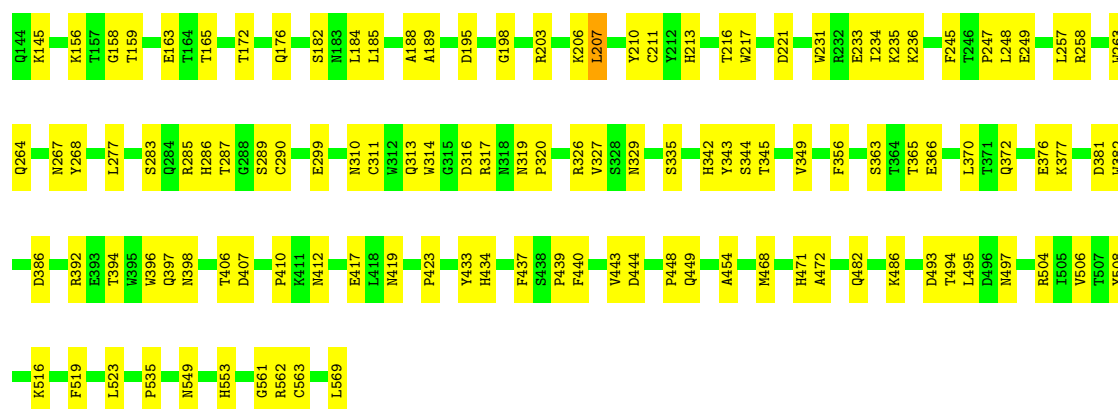 Q144 K145 K156 T157 G158 T159 E163 T164 T165 T172 Q176 S182 N183 L184 L185 A188 A189 D195 G198 R203 K206 L207 Y210 C211 Y212 H213 T216 W217 D221 W231 R232 E233 I234 K235 K236 F245 T246 P247 L248 E249 L257 R258 W263
Q264 N267 Y268 L277 S283 Q284 R285 H286 T287 G288 S289 C290 E299 N310 C311 W312 Q313 W314 G315 D316 R317 N318 N319 P320 R326 V327 S328 N329 S335 H342 Y343 S344 T345 V349 F356 S363 T364 T365 E366 L370 T371 Q372 E376 K377 D381 W382
D386 R392 E393 T394 W395 W396 Q397 N398 T406 D407 P410 K411 N412 E417 L418 N419 P423 Y433 H434 F437 S438 P439 F440 V443 D444 P448 Q449 A454 M468 H471 A472 Q482 K486 D493 T494 L495 D496 N497 R504 I505 V506 T507 Y508
K516 F519 L523 P535 N549 H553 G561 R562 C563 L569